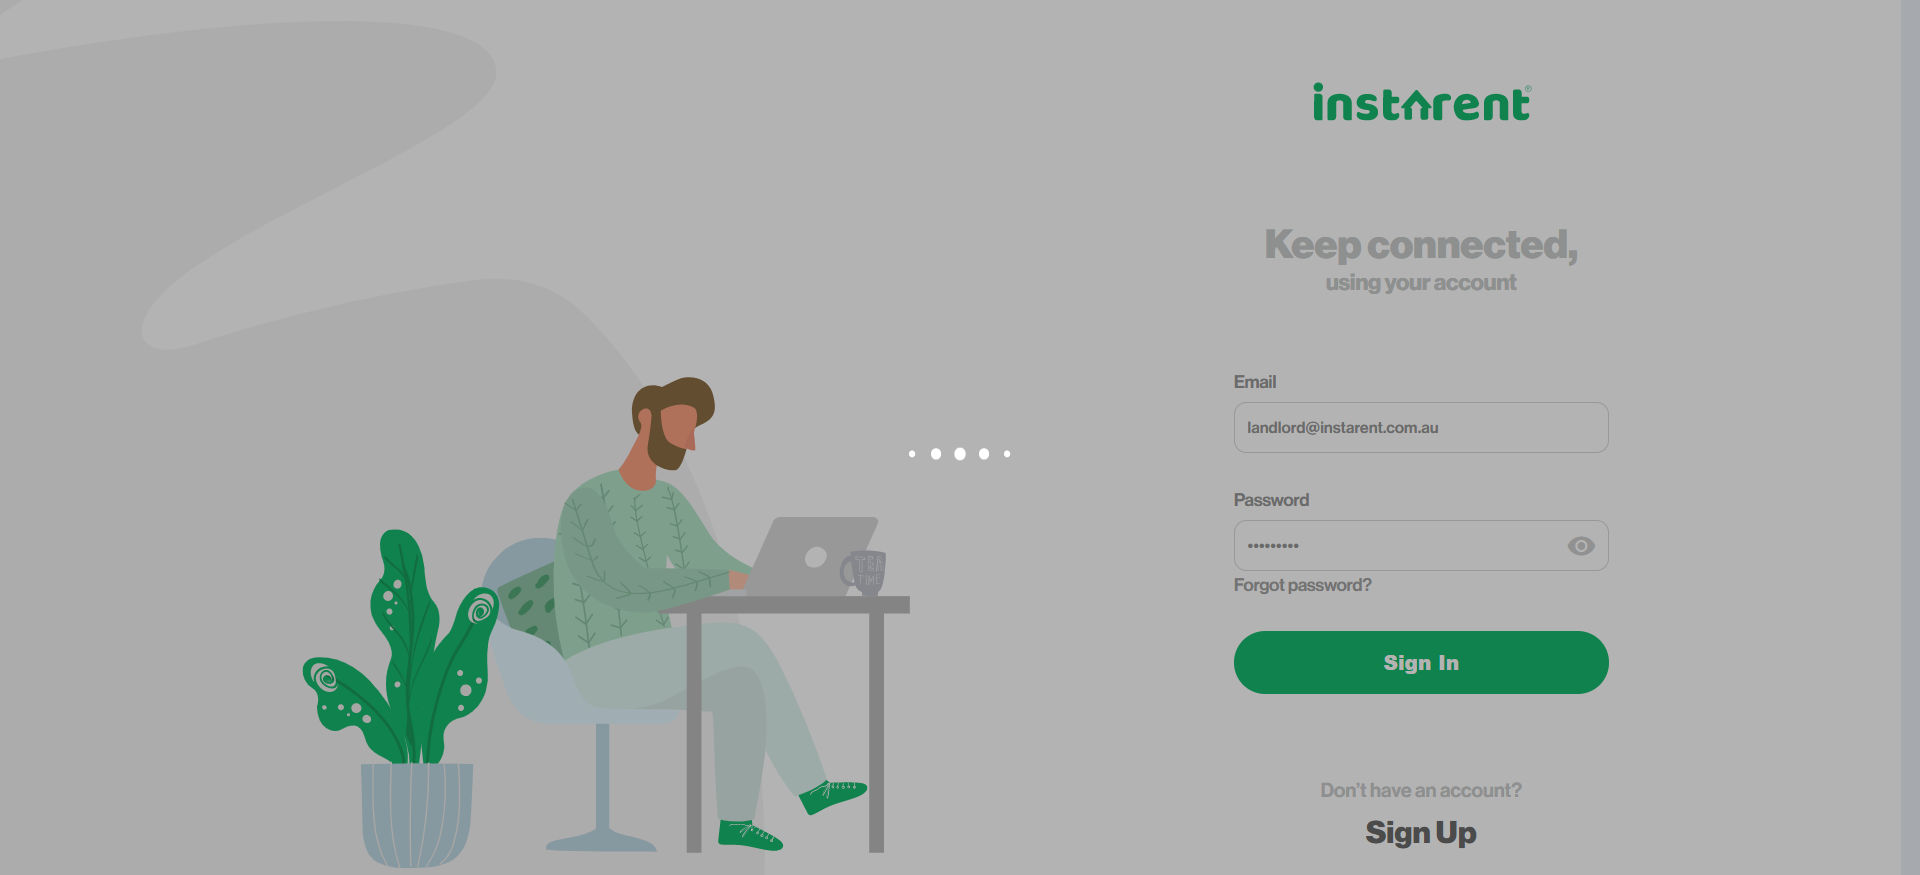 instarent®
Keep connected,
using your account
Email
landlord@instarent.com.au
Password
•••••••••
Forgot password?
Sign In
Don't have an account?
Sign Up
TEA
TIME